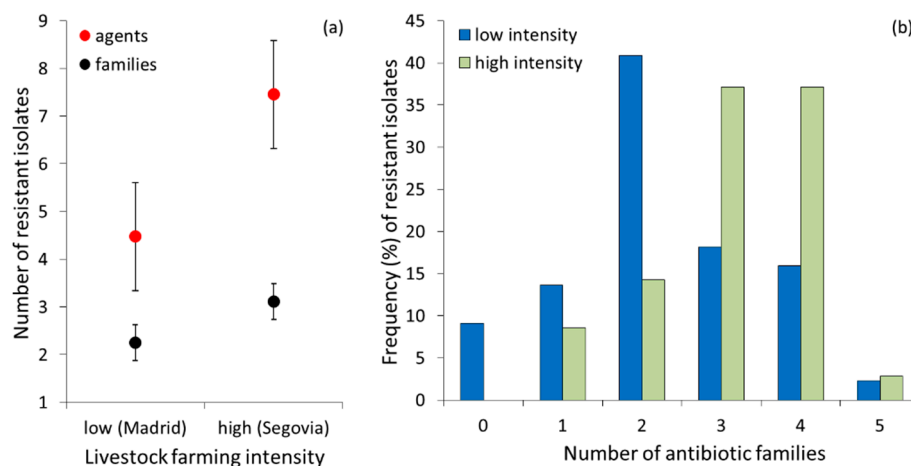 (a)
agents
families
9
8
7
6
5
4
3
2
1
Number of resistant isolates
low (Madrid) high (Segovia)
Livestock farming intensity
(b)
low intensity
high intensity
45
40
35
30
25
20
15
10
5
0
Frequency (%) of resistant isolates
0 1 2 3 4 5
Number of antibiotic families